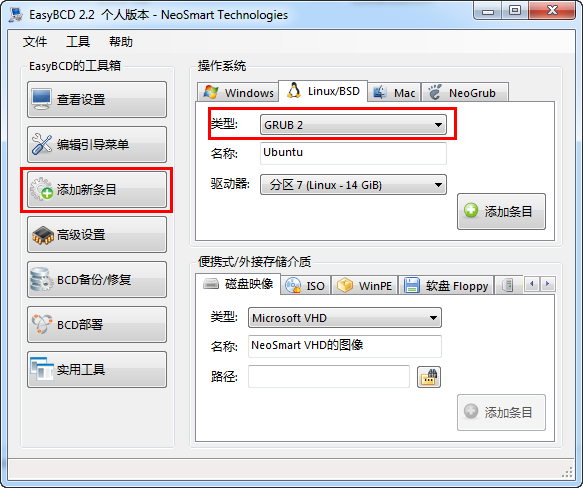 EasyBCD 2.2 个人版本 - NeoSmart Technologies
文件 工具 帮助
EasyBCD的工具箱
查看设置
编辑引导菜单
添加新条目
高级设置
BCD备份/修复
BCD部署
实用工具
操作系统
Windows Linux/BSD Mac NeoGrub
类型: GRUB 2
名称: Ubuntu
驱动器: 分区 7 (Linux - 14 GiB)
添加条目
便携式/外接存储介质
磁盘映像 ISO WinPE 软盘 Floppy
类型: Microsoft VHD
名称: NeoSmart VHD的图像
路径:
添加条目